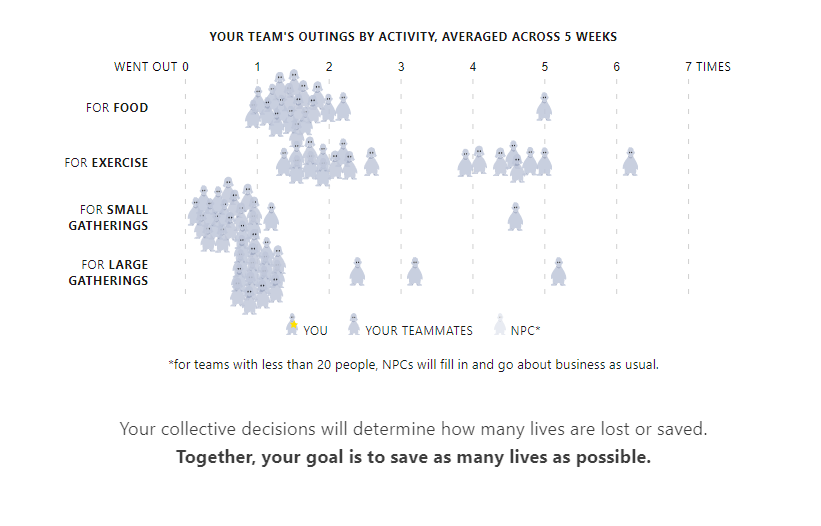 YOUR TEAM'S OUTINGS BY ACTIVITY, AVERAGED ACROSS 5 WEEKS
WENT OUT 0 1 2 3 4 5 6 7 TIMES
FOR FOOD
FOR EXERCISE
FOR SMALL
GATHERINGS
FOR LARGE
GATHERINGS
YOU YOUR TEAMMATES NPC*
*for teams with less than 20 people, NPCs will fill in and go about business as usual.
Your collective decisions will determine how many lives are lost or saved.
Together, your goal is to save as many lives as possible.